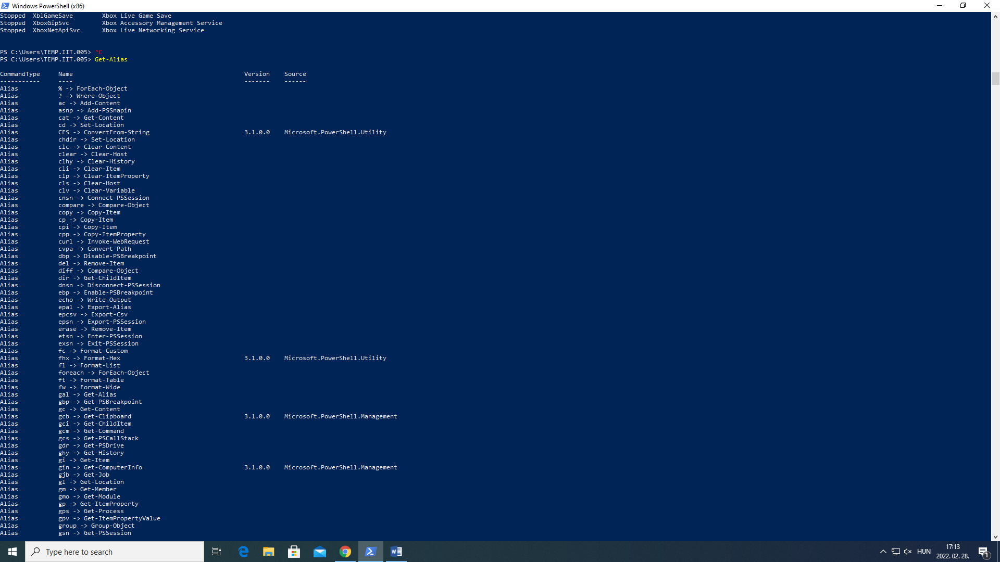 Windows PowerShell (x86)
Stopped  XblGameSave        Xbox Live Game Save
Stopped  XboxGipSvc         Xbox Accessory Management Service
Stopped  XboxNetApiSvc      Xbox Live Networking Service
PS C:\Users\TEMP.IIT.005> ^C
PS C:\Users\TEMP.IIT.005> Get-Alias
CommandType     Name                                               Version    Source
-----------     ----                                               -------    ------
Alias           % -> ForEach-Object
Alias           ? -> Where-Object
Alias           ac -> Add-Content
Alias           asnp -> Add-PSSnapin
Alias           cat -> Get-Content
Alias           cd -> Set-Location
Alias           CFS -> ConvertFrom-String                          3.1.0.0    Microsoft.PowerShell.Utility
Alias           chdir -> Set-Location
Alias           clc -> Clear-Content
Alias           clear -> Clear-Host
Alias           clhy -> Clear-History
Alias           cli -> Clear-Item
Alias           clp -> Clear-ItemProperty
Alias           cls -> Clear-Host
Alias           clv -> Clear-Variable
Alias           cnsn -> Connect-PSSession
Alias           compare -> Compare-Object
Alias           copy -> Copy-Item
Alias           cp -> Copy-Item
Alias           cpi -> Copy-Item
Alias           cpp -> Copy-ItemProperty
Alias           curl -> Invoke-WebRequest
Alias           cvpa -> Convert-Path
Alias           dbp -> Disable-PSBreakpoint
Alias           del -> Remove-Item
Alias           diff -> Compare-Object
Alias           dir -> Get-ChildItem
Alias           dnsn -> Disconnect-PSSession
Alias           ebp -> Enable-PSBreakpoint
Alias           echo -> Write-Output
Alias           epal -> Export-Alias
Alias           epcsv -> Export-Csv
Alias           epsn -> Export-PSSession
Alias           erase -> Remove-Item
Alias           etsn -> Enter-PSSession
Alias           exsn -> Exit-PSSession
Alias           fc -> Format-Custom
Alias           fhx -> Format-Hex                                  3.1.0.0    Microsoft.PowerShell.Utility
Alias           fl -> Format-List
Alias           foreach -> ForEach-Object
Alias           ft -> Format-Table
Alias           fw -> Format-Wide
Alias           gal -> Get-Alias
Alias           gbp -> Get-PSBreakpoint
Alias           gc -> Get-Content
Alias           gcb -> Get-Clipboard                               3.1.0.0    Microsoft.PowerShell.Management
Alias           gci -> Get-ChildItem
Alias           gcm -> Get-Command
Alias           gcs -> Get-PSCallStack
Alias           gdr -> Get-PSDrive
Alias           ghy -> Get-History
Alias           gi -> Get-Item
Alias           gin -> Get-ComputerInfo                            3.1.0.0    Microsoft.PowerShell.Management
Alias           gjb -> Get-Job
Alias           gl -> Get-Location
Alias           gm -> Get-Member
Alias           gmo -> Get-Module
Alias           gp -> Get-ItemProperty
Alias           gps -> Get-Process
Alias           gpv -> Get-ItemPropertyValue
Alias           group -> Group-Object
Alias           gsn -> Get-PSSession
Type here to search
HUN
17:13
2022. 02. 28.
1